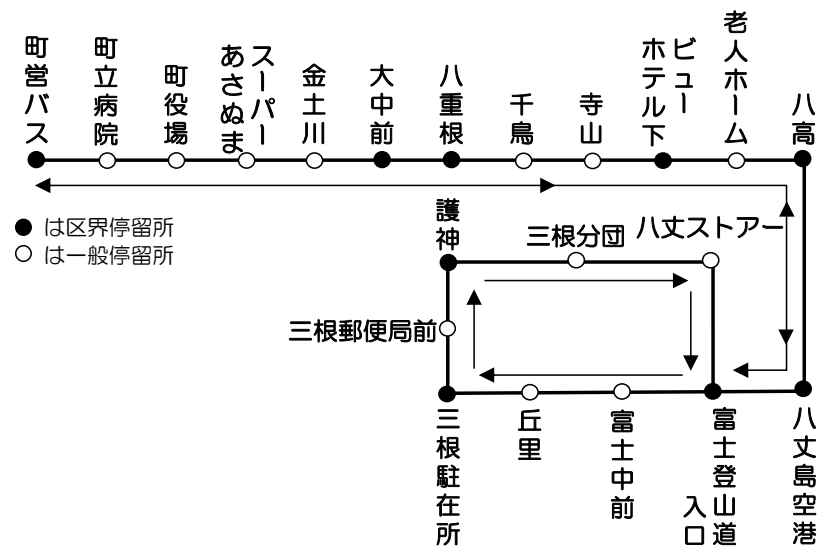 町営バス
町立病院
町役場
スーパー
あさぬま
金土川
大中前
八重根
千鳥
寺山
ビュー
ホテル下
老人ホーム
八高
は区界停留所
は一般停留所
護神
三根分団
八丈ストアー
三根郵便局前
三根駐在所
丘里
富士中前
富士登山道
入口
八丈島空港